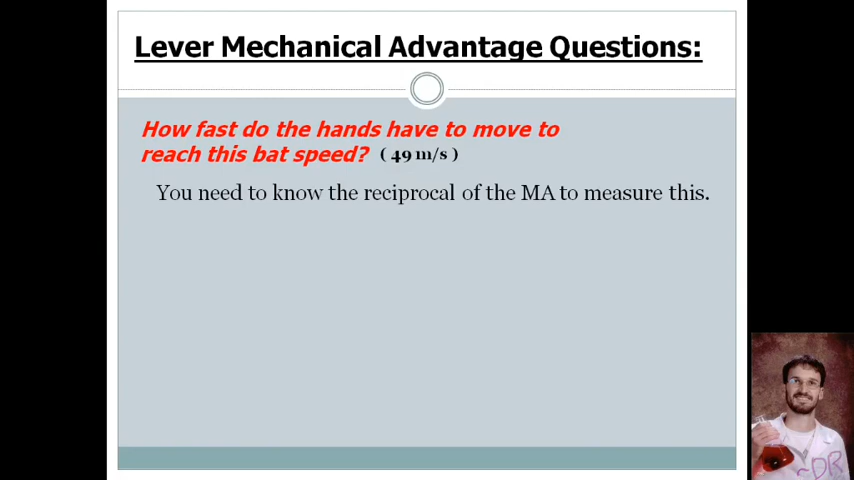 Lever Mechanical Advantage Questions:
How fast do the hands have to move to
reach this bat speed? ( 49 m/s )
You need to know the reciprocal of the MA to measure this.
~DR